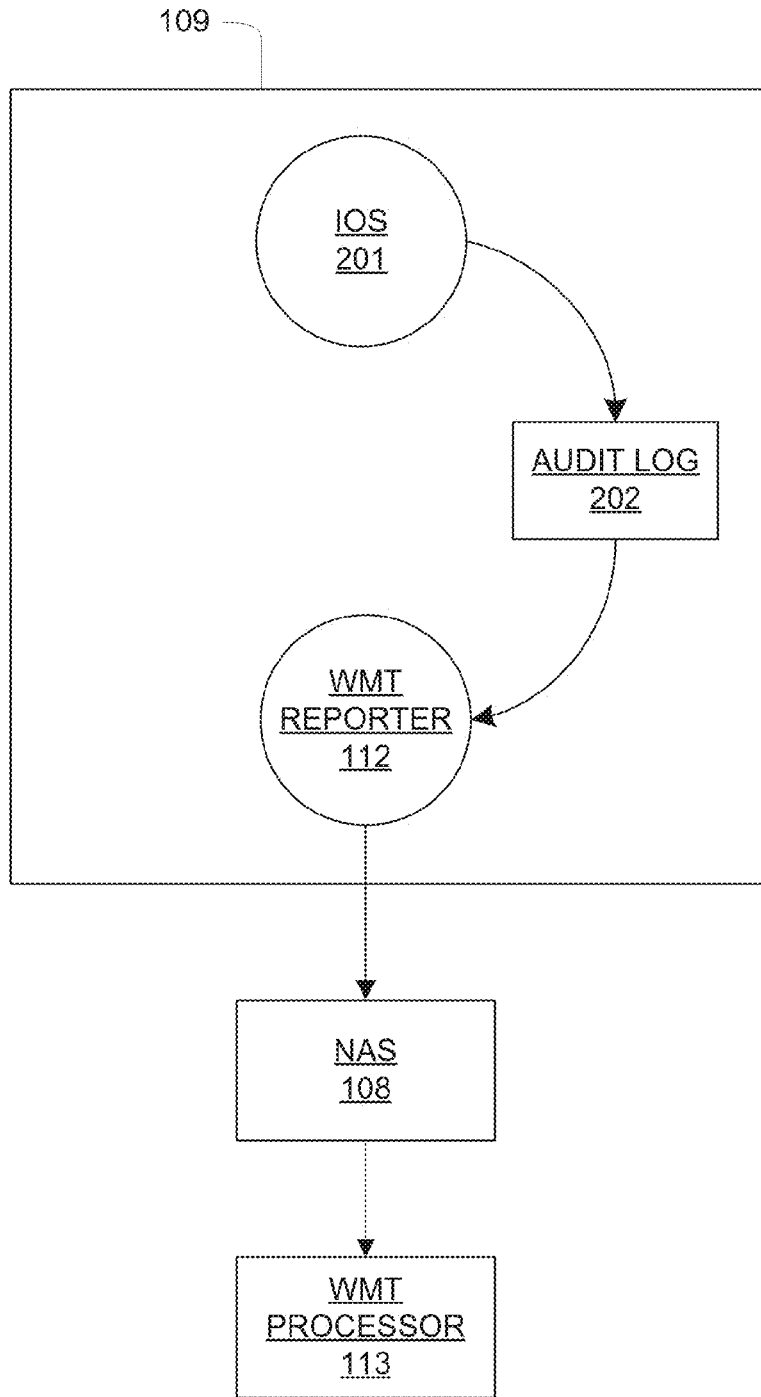 109
IOS
201
AUDIT LOG
202
WMT
REPORTER
112
NAS
108
WMT
PROCESSOR
113